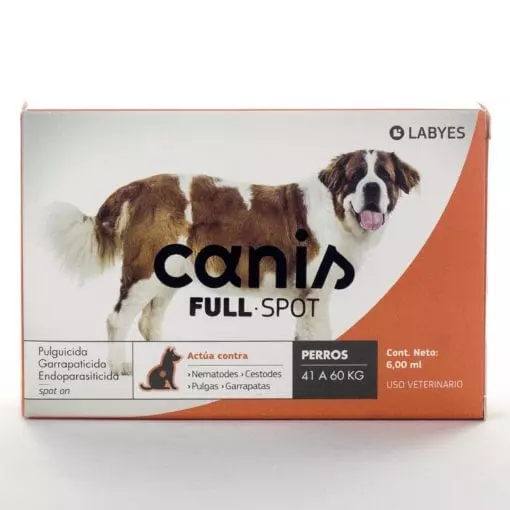 LABYES
canis
FULL·SPOT
Pulguicida
Garrapaticida
Endoparasiticida
spot on
Actúa contra
›Nematodes ›Cestodes
›Pulgas ›Garrapatas
PERROS
41 A 60 KG
Cont. Neto:
6,00 ml
USO VETERINARIO